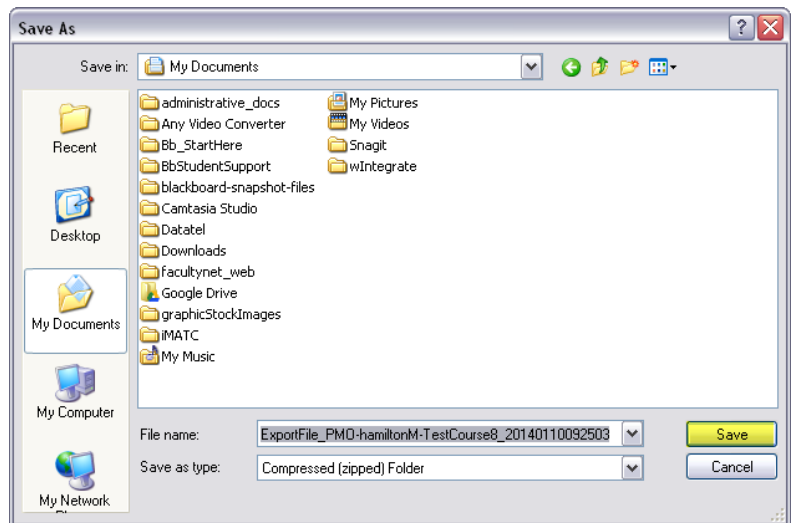 Save As
Save in:
My Documents
Recent
Desktop
My Documents
My Computer
My Network
administrative_docs
Any Video Converter
Bb_StartHere
BbStudentSupport
blackboard-snapshot-files
Camtasia Studio
Datatel
Downloads
facultynet_web
Google Drive
graphicStockImages
iMATC
My Music
My Pictures
My Videos
Snagit
wIntegrate
File name:
ExportFile_PMO-hamiltonM-TestCourse8_20140110092503
Save
Save as type:
Compressed (zipped) Folder
Cancel